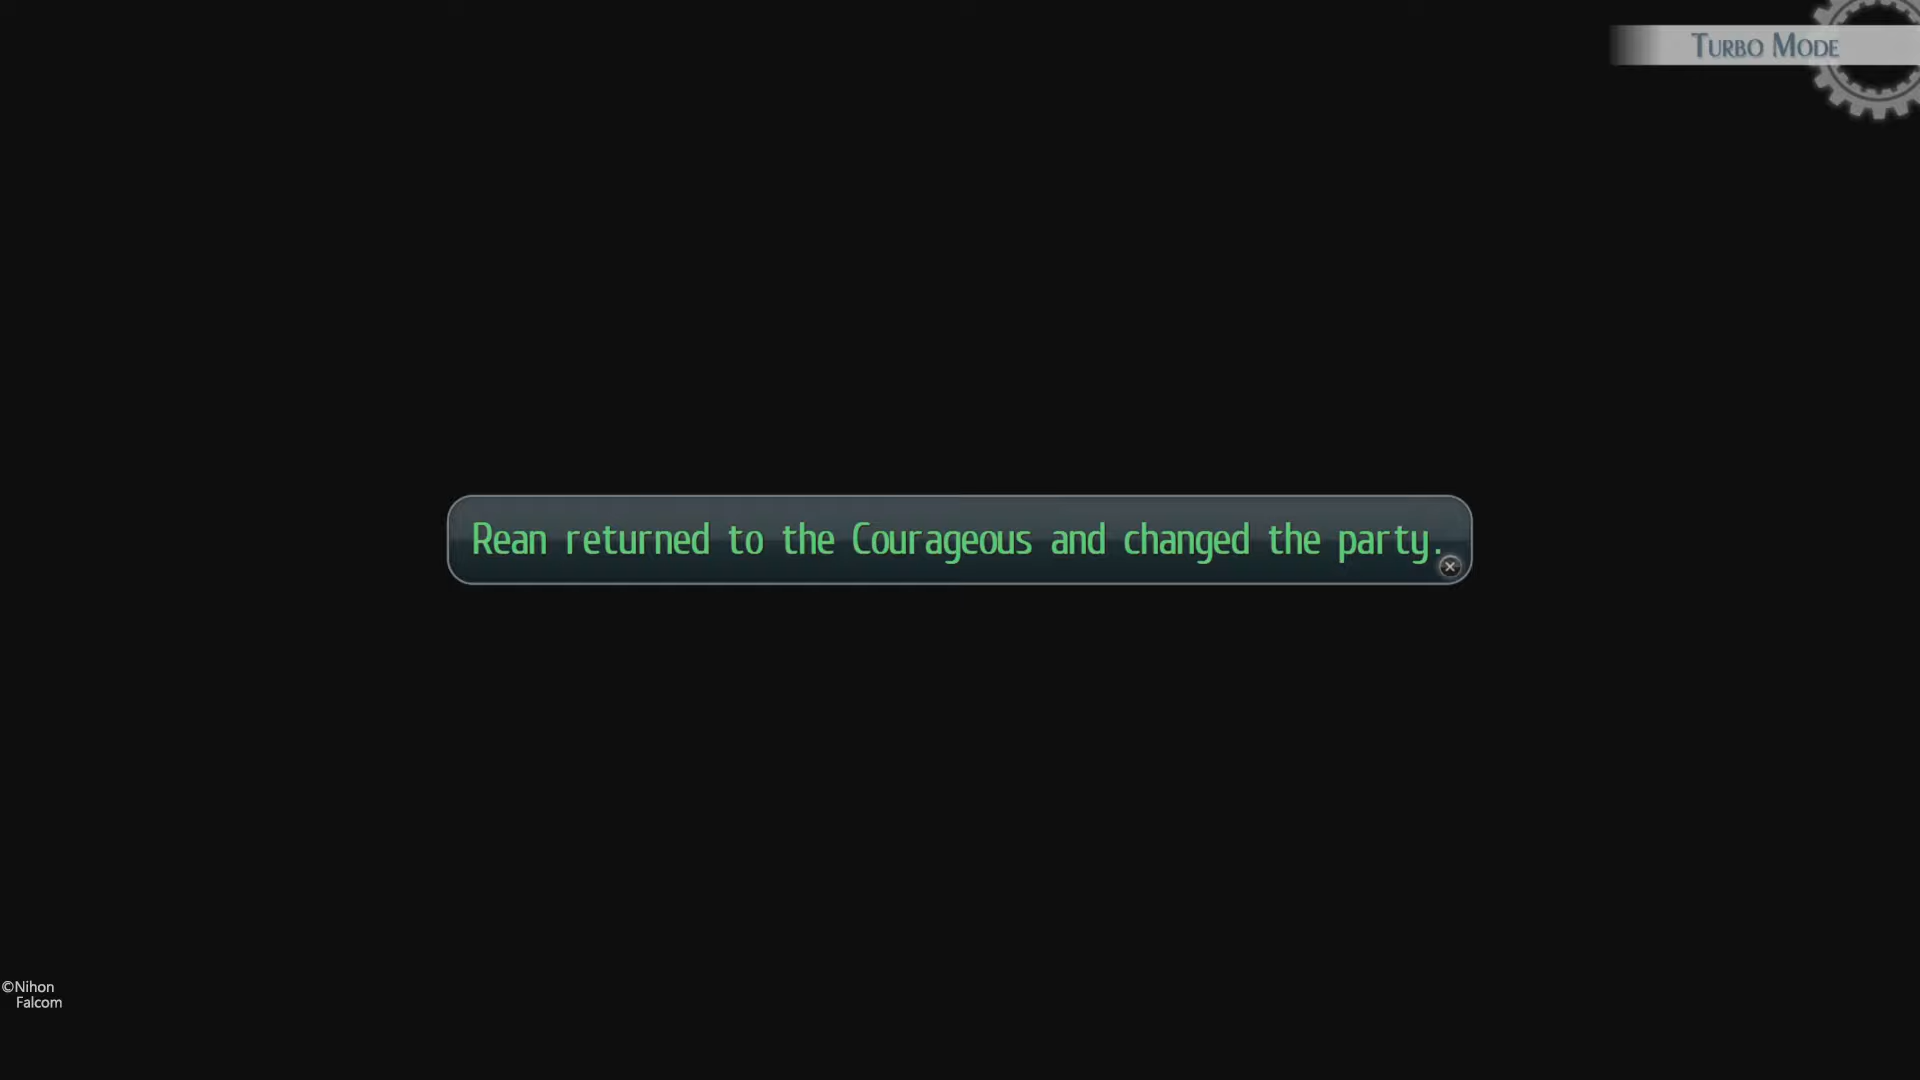 TURBO MODE
Rean returned to the Courageous and changed the party.
©Nihon
Falcom